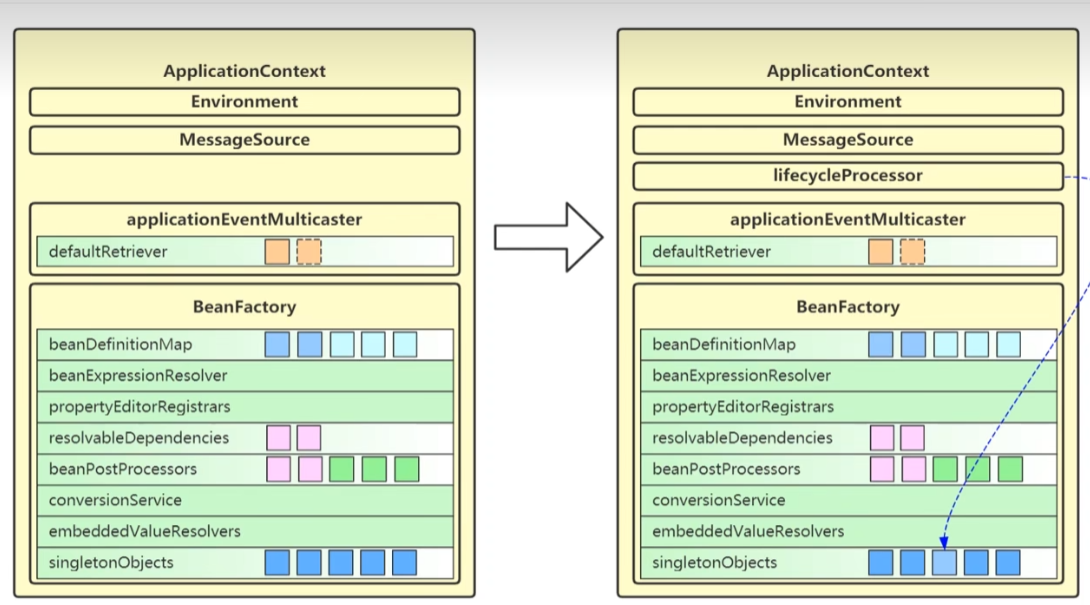 ApplicationContext
Environment
MessageSource
applicationEventMulticaster
defaultRetriever
BeanFactory
beanDefinitionMap
beanExpressionResolver
propertyEditorRegistrars
resolvableDependencies
beanPostProcessors
conversionService
embeddedValueResolvers
singletonObjects
ApplicationContext
Environment
MessageSource
lifecycleProcessor
applicationEventMulticaster
defaultRetriever
BeanFactory
beanDefinitionMap
beanExpressionResolver
propertyEditorRegistrars
resolvableDependencies
beanPostProcessors
conversionService
embeddedValueResolvers
singletonObjects